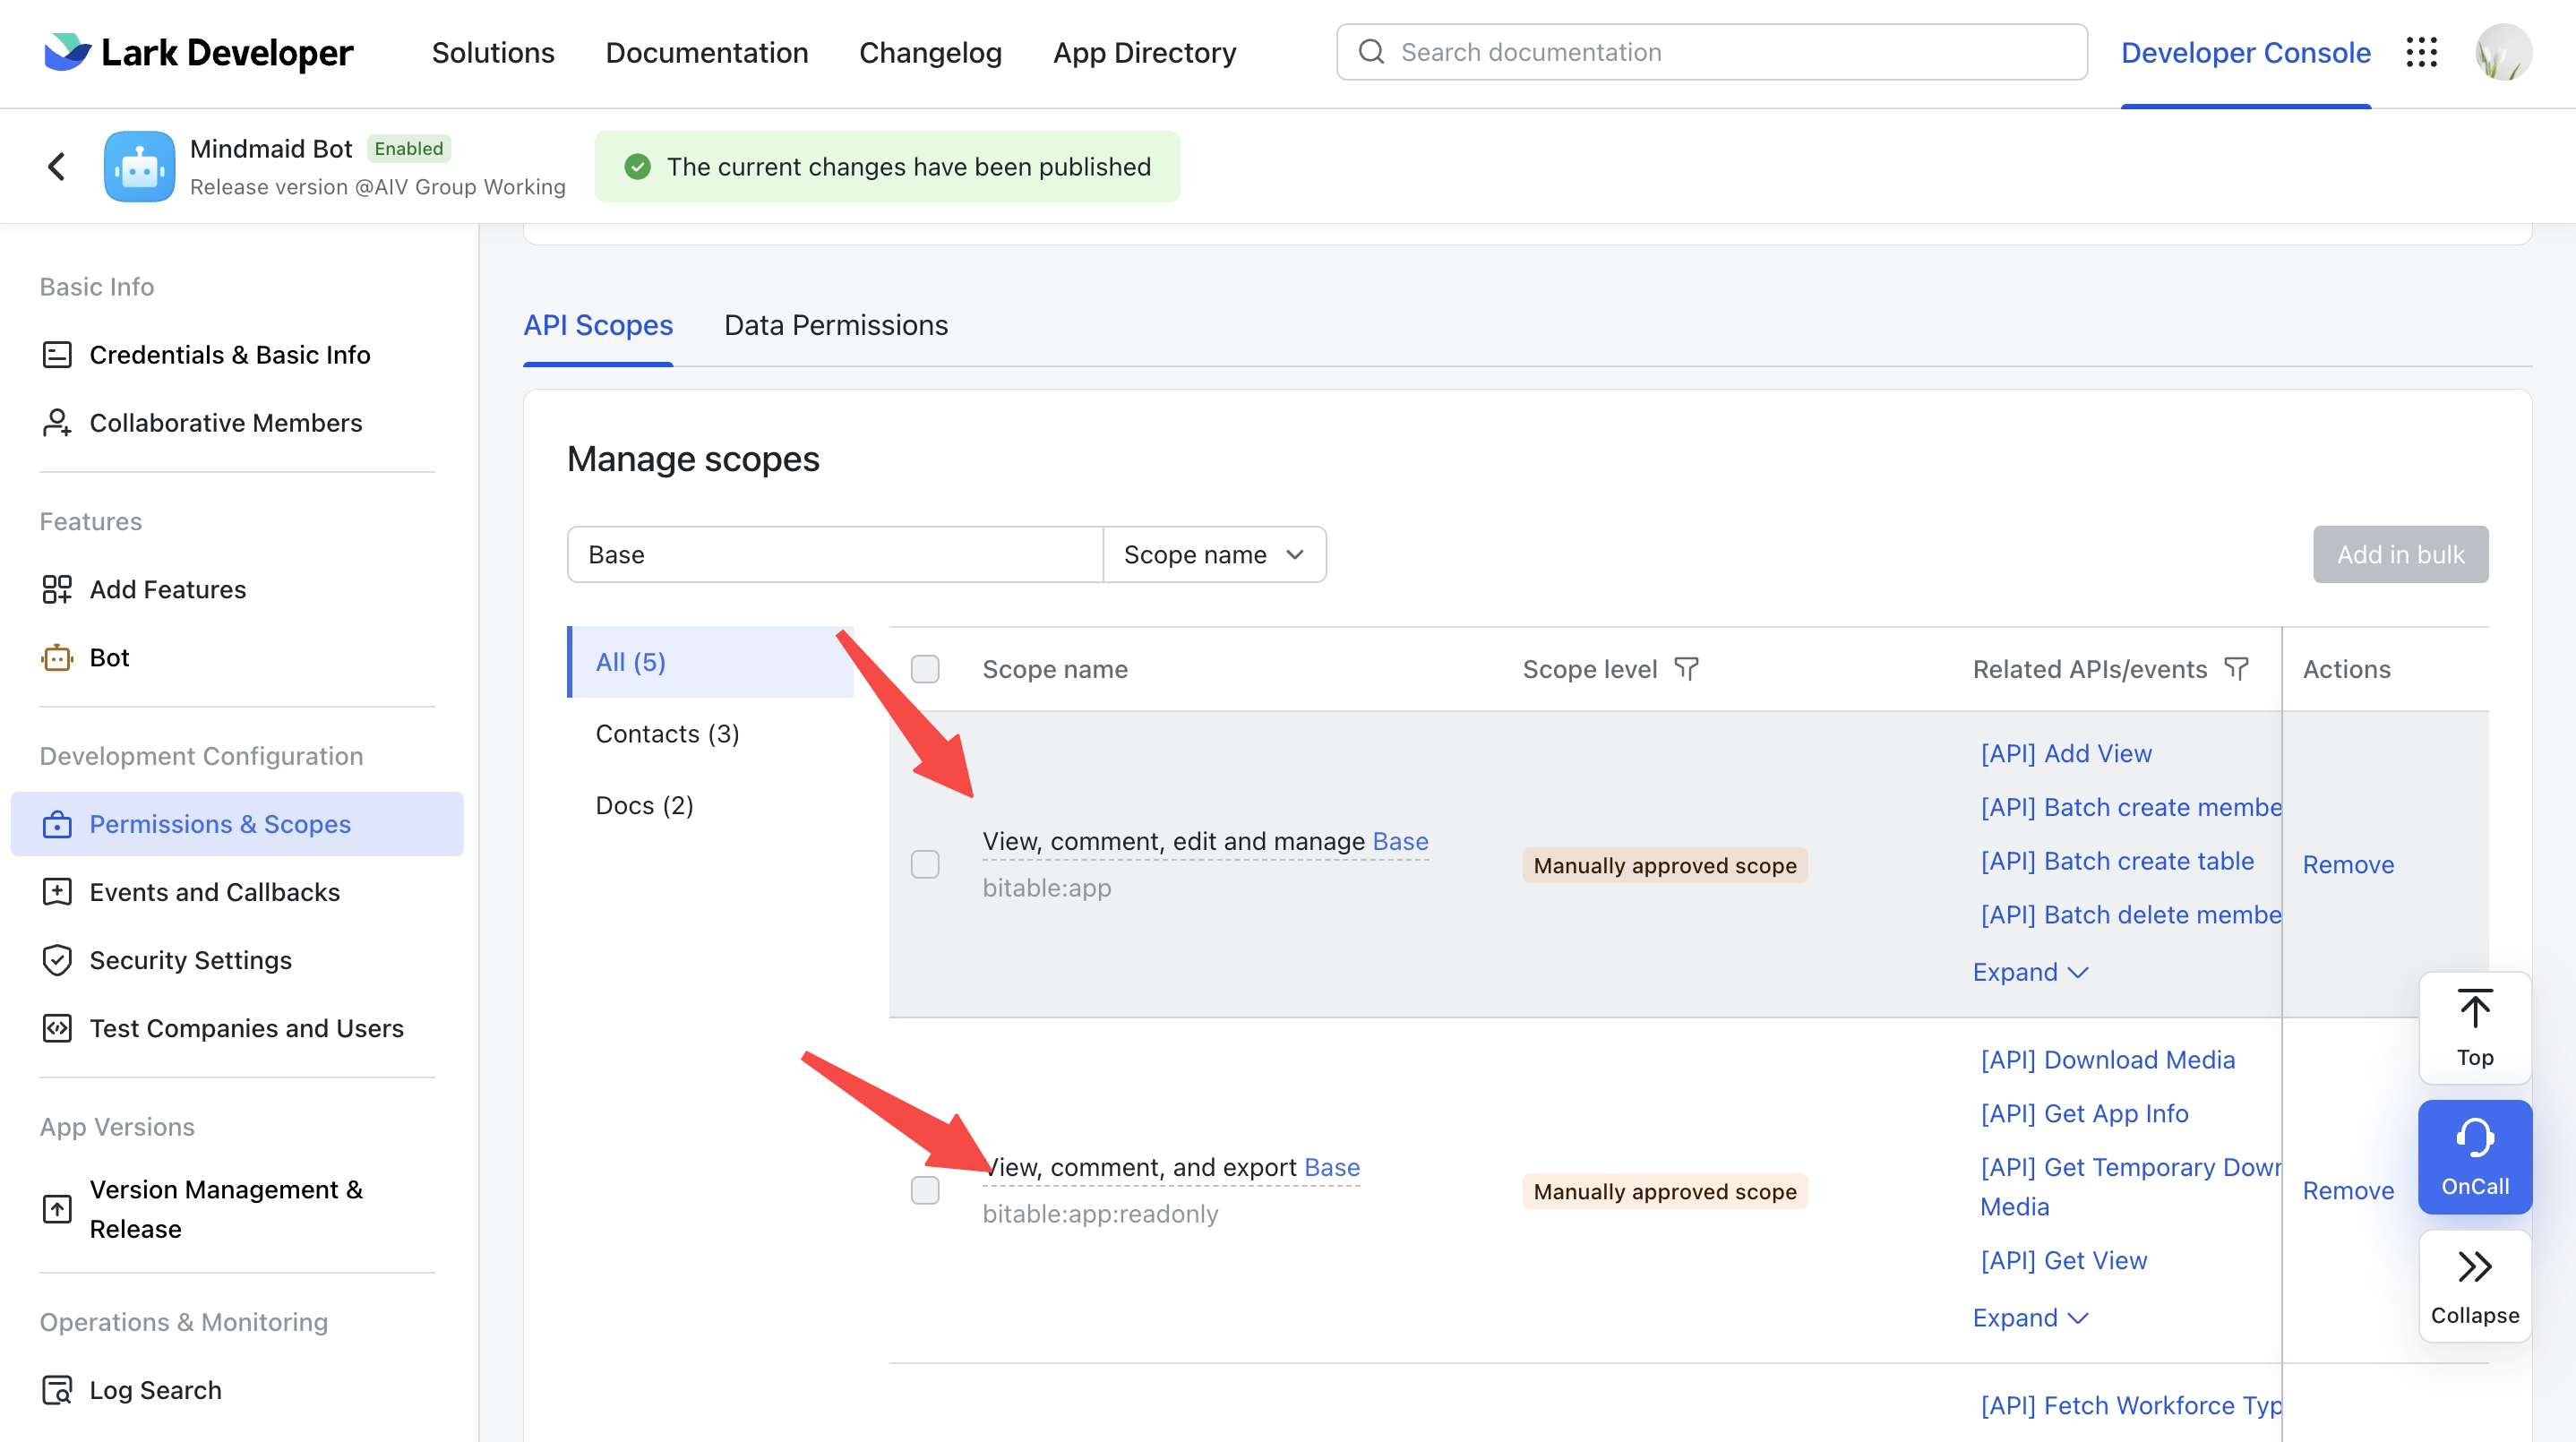 Lark Developer
Solutions
Documentation
Changelog
App Directory
Search documentation
Developer Console
Mindmaid Bot
Enabled
Release version @AIV Group Working
The current changes have been published
Basic Info
Credentials & Basic Info
Collaborative Members
Features
Add Features
Bot
Development Configuration
Permissions & Scopes
Events and Callbacks
Security Settings
Test Companies and Users
App Versions
Version Management &
Release
Operations & Monitoring
Log Search
API Scopes
Data Permissions
Manage scopes
Base
Scope name
Add in bulk
All (5)
Contacts (3)
Docs (2)
Scope name
Scope level
Related APIs/events
Actions
View, comment, edit and manage Base
bitable:app
Manually approved scope
[API] Add View
[API] Batch create membe
[API] Batch create table
[API] Batch delete membe
Expand
Remove
View, comment, and export Base
bitable:app:readonly
Manually approved scope
[API] Download Media
[API] Get App Info
[API] Get Temporary Down
Media
[API] Get View
Expand
Remove
[API] Fetch Workforce Typ
Top
OnCall
Collapse